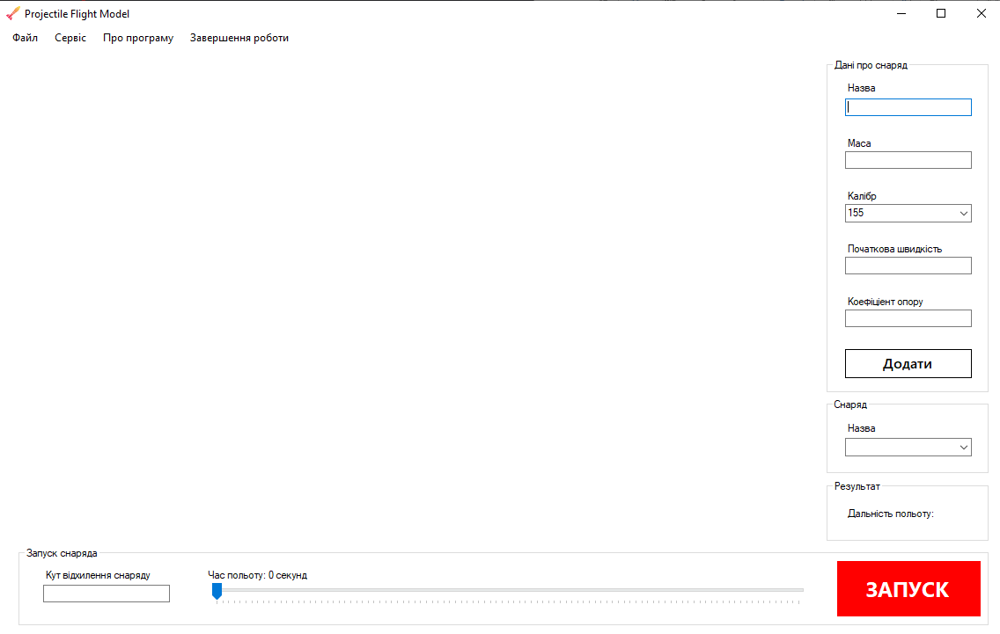 Projectile Flight Model
Файл Сервіс Про програму Завершення роботи
Дані про снаряд
Назва
Маса
Калібр
155
Початкова швидкість
Коефіцієнт опору
Додати
Снаряд
Назва
Результат
Дальність польоту:
Запуск снаряда
Кут відхилення снаряду
Час польоту: 0 секунд
ЗАПУСК